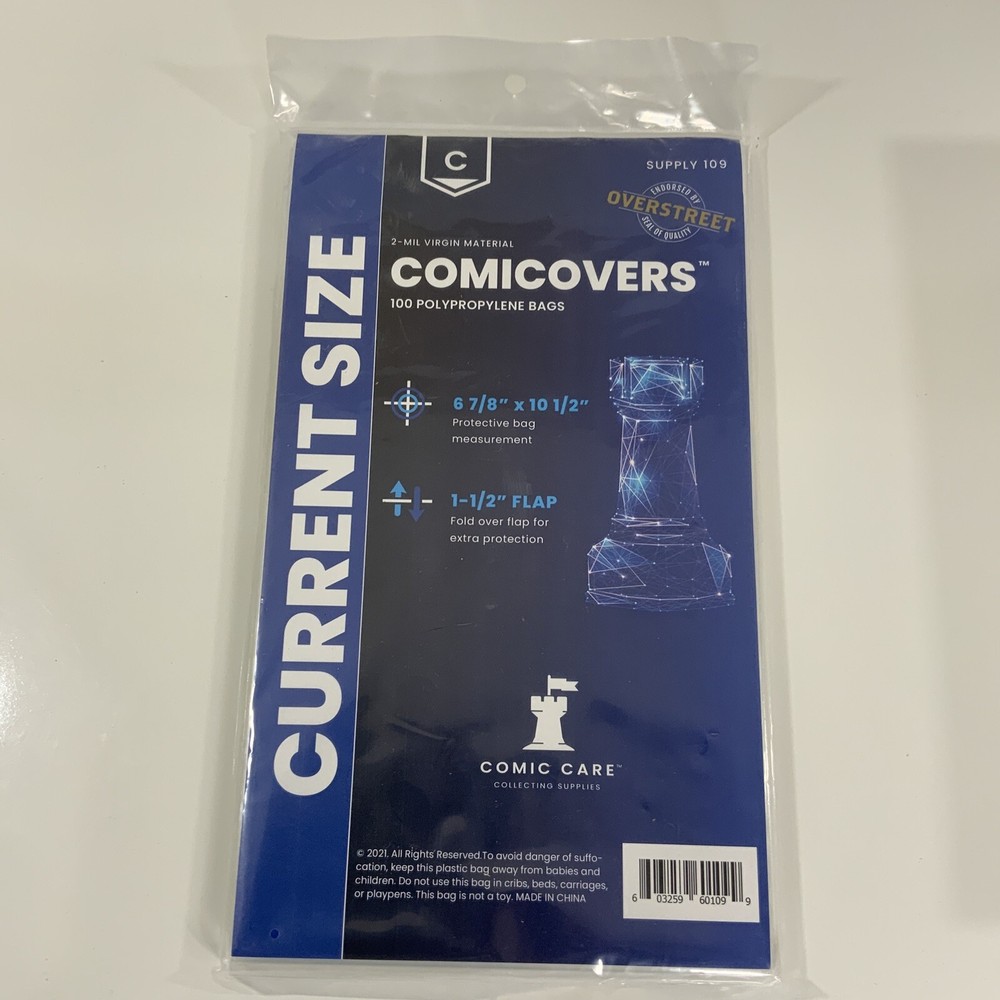 CURRENT SIZE
C
SUPPLY 109
ENDORSED BY
OVERSTREET
SEAL OF QUALITY
2-MIL VIRGIN MATERIAL
COMICOVERS™
100 POLYPROPYLENE BAGS
6 7/8” x 10 1/2”
Protective bag
measurement
1-1/2” FLAP
Fold over flap for
extra protection
COMIC CARE™
COLLECTING SUPPLIES
© 2021. All Rights Reserved.To avoid danger of suffo-
cation, keep this plastic bag away from babies and
children. Do not use this bag in cribs, beds, carriages,
or playpens. This bag is not a toy. MADE IN CHINA
6 03259 60109 9